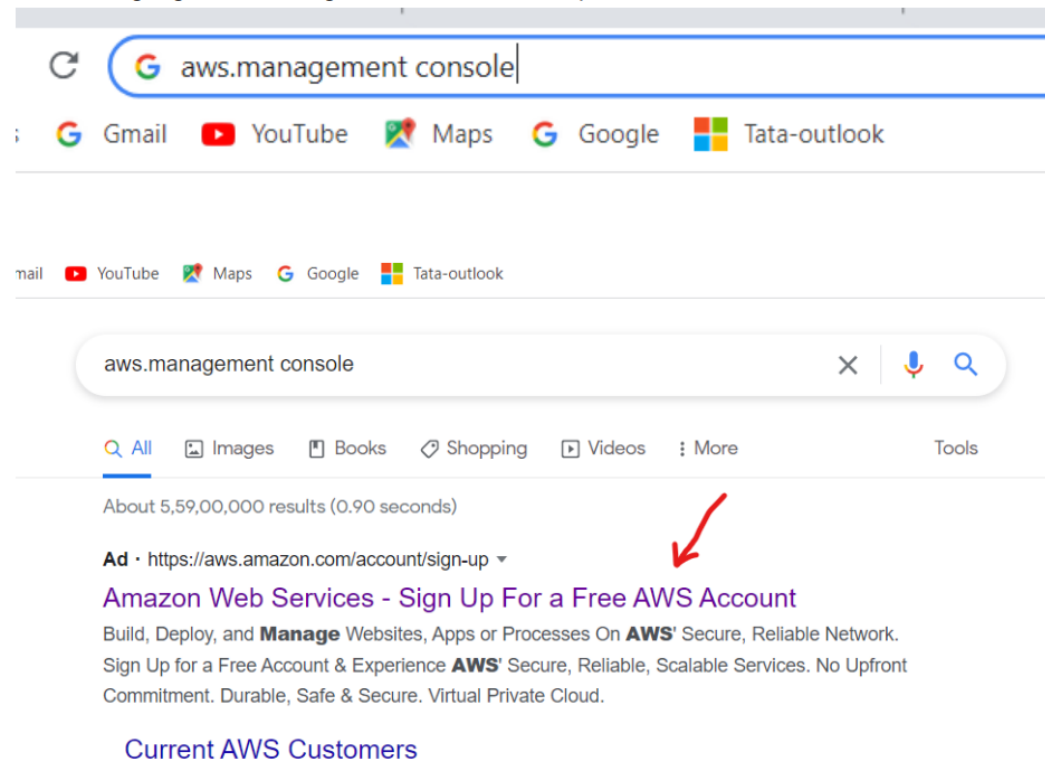 aws.management console
Gmail YouTube Maps Google Tata-outlook
mail YouTube Maps Google Tata-outlook
aws.management console
All Images Books Shopping Videos More Tools
About 5,59,00,000 results (0.90 seconds)
Ad · https://aws.amazon.com/account/sign-up
Amazon Web Services - Sign Up For a Free AWS Account
Build, Deploy, and Manage Websites, Apps or Processes On AWS' Secure, Reliable Network.
Sign Up for a Free Account & Experience AWS' Secure, Reliable, Scalable Services. No Upfront
Commitment. Durable, Safe & Secure. Virtual Private Cloud.
Current AWS Customers